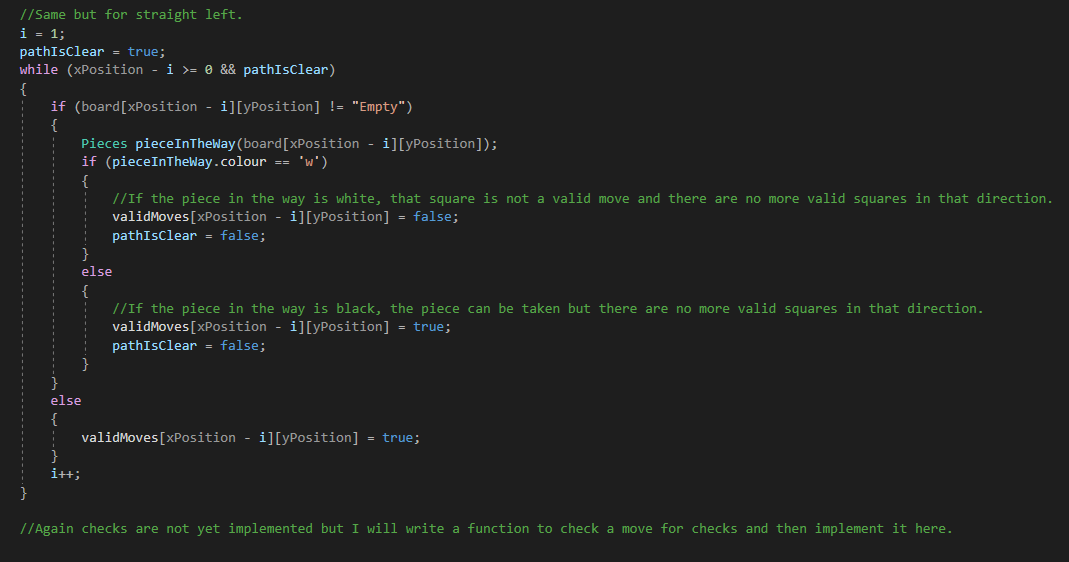 //Same but for straight left.
i = 1;
pathIsClear = true;
while (xPosition - i >= 0 && pathIsClear)
{
    if (board[xPosition - i][yPosition] != "Empty")
    {
        Pieces pieceInTheWay(board[xPosition - i][yPosition]);
        if (pieceInTheWay.colour == 'w')
        {
            //If the piece in the way is white, that square is not a valid move and there are no more valid squares in that direction.
            validMoves[xPosition - i][yPosition] = false;
            pathIsClear = false;
        }
        else
        {
            //If the piece in the way is black, the piece can be taken but there are no more valid squares in that direction.
            validMoves[xPosition - i][yPosition] = true;
            pathIsClear = false;
        }
    }
    else
    {
        validMoves[xPosition - i][yPosition] = true;
    }
    i++;
}
//Again checks are not yet implemented but I will write a function to check a move for checks and then implement it here.